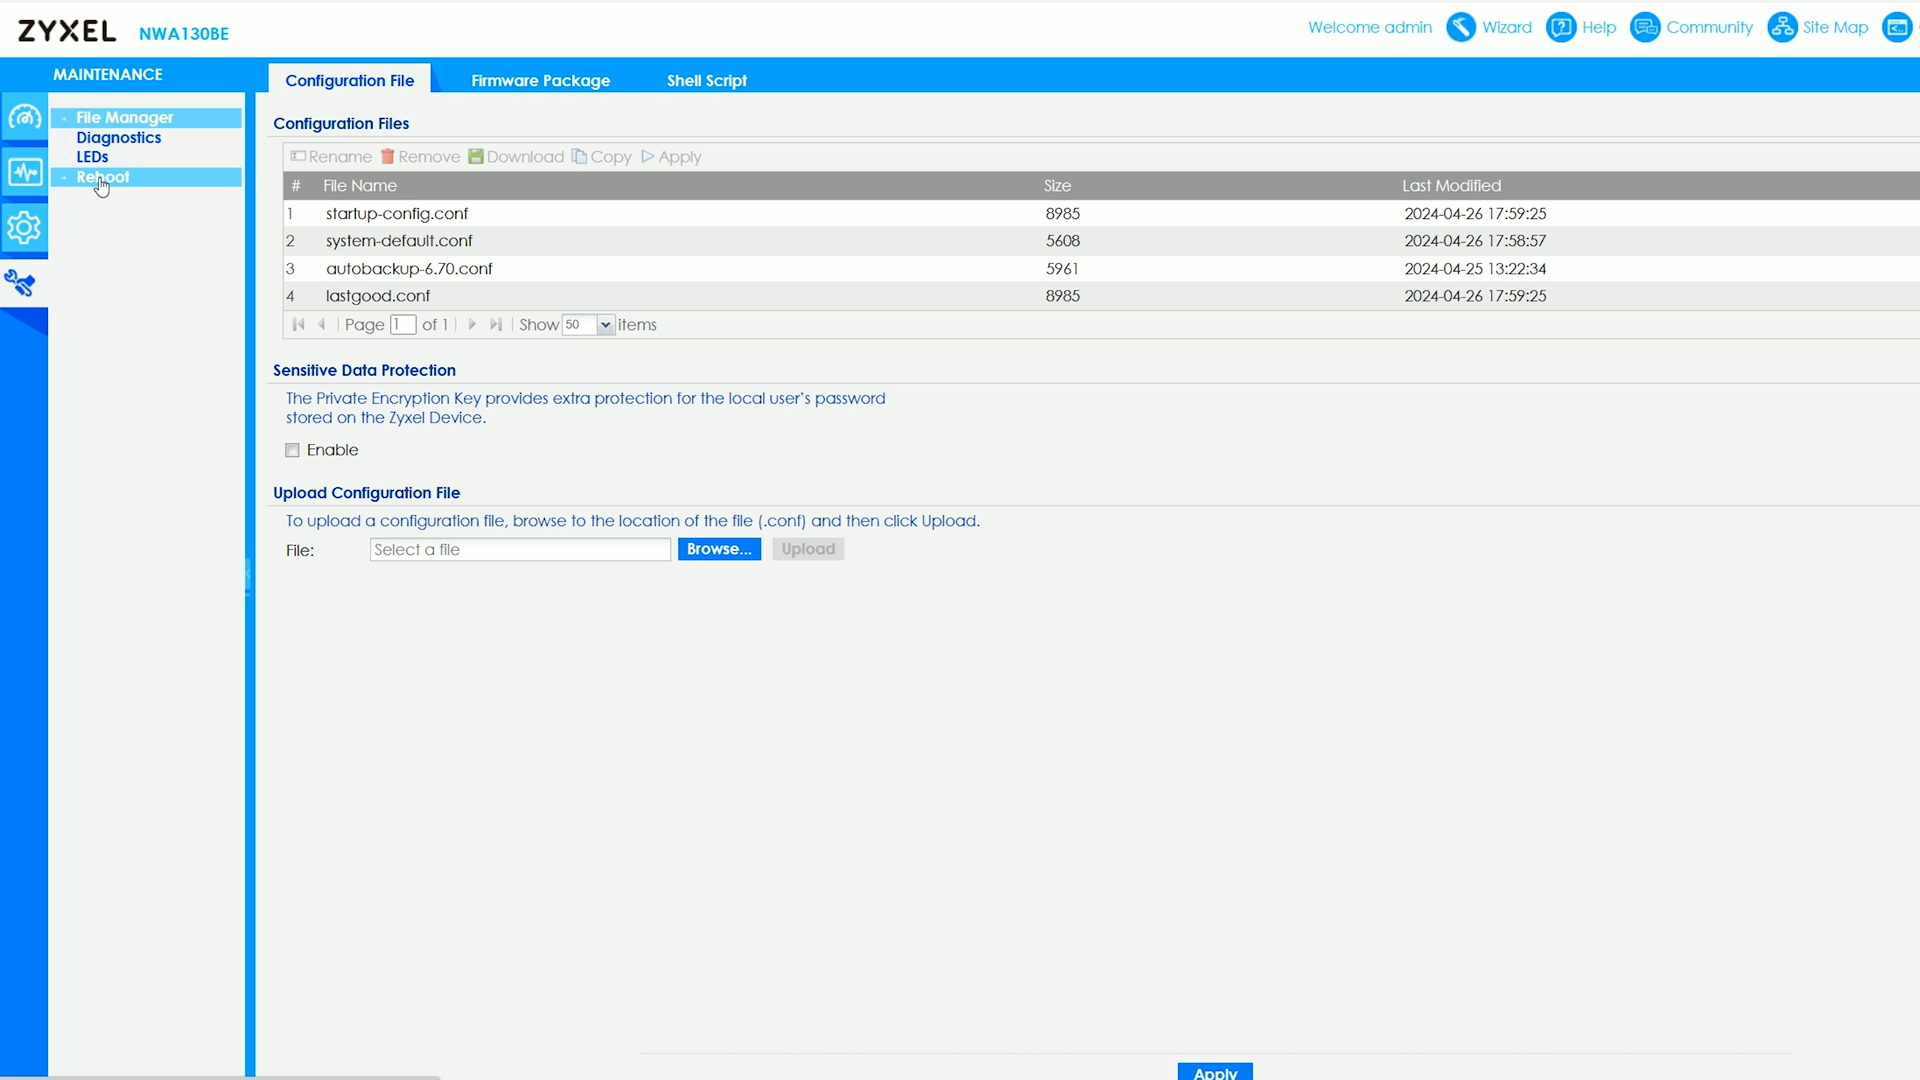 ZYXEL NWA130BE
Welcome admin Wizard Help Community Site Map
MAINTENANCE
Configuration File Firmware Package Shell Script
File Manager
Diagnostics
LEDs
Reboot
Configuration Files
Rename Remove Download Copy Apply
# File Name Size Last Modified
1 startup-config.conf 8985 2024-04-26 17:59:25
2 system-default.conf 5608 2024-04-26 17:58:57
3 autobackup-6.70.conf 5961 2024-04-25 13:22:34
4 lastgood.conf 8985 2024-04-26 17:59:25
Page 1 of 1 Show 50 items
Sensitive Data Protection
The Private Encryption Key provides extra protection for the local user's password
stored on the Zyxel Device.
Enable
Upload Configuration File
To upload a configuration file, browse to the location of the file (.conf) and then click Upload.
File: Select a file Browse... Upload
Apply